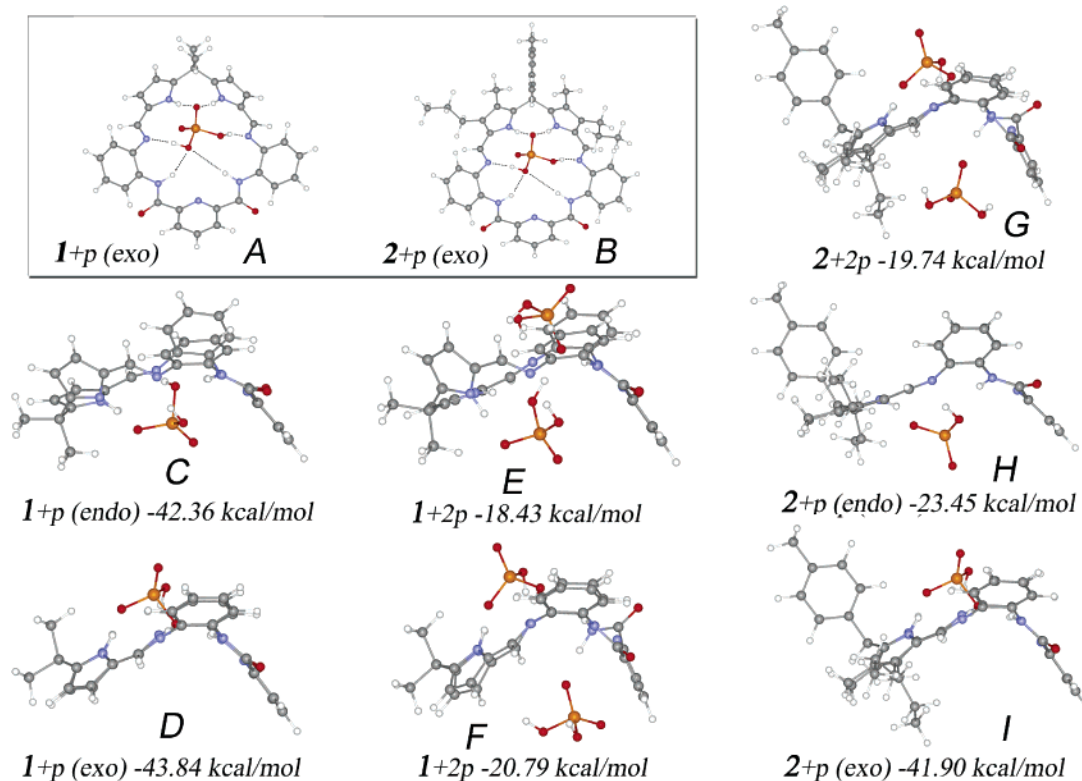 1+p (exo) A
2+p (exo) B
G
2+2p -19.74 kcal/mol
C
1+p (endo) -42.36 kcal/mol
E
1+2p -18.43 kcal/mol
H
2+p (endo) -23.45 kcal/mol
D
1+p (exo) -43.84 kcal/mol
F
1+2p -20.79 kcal/mol
I
2+p (exo) -41.90 kcal/mol